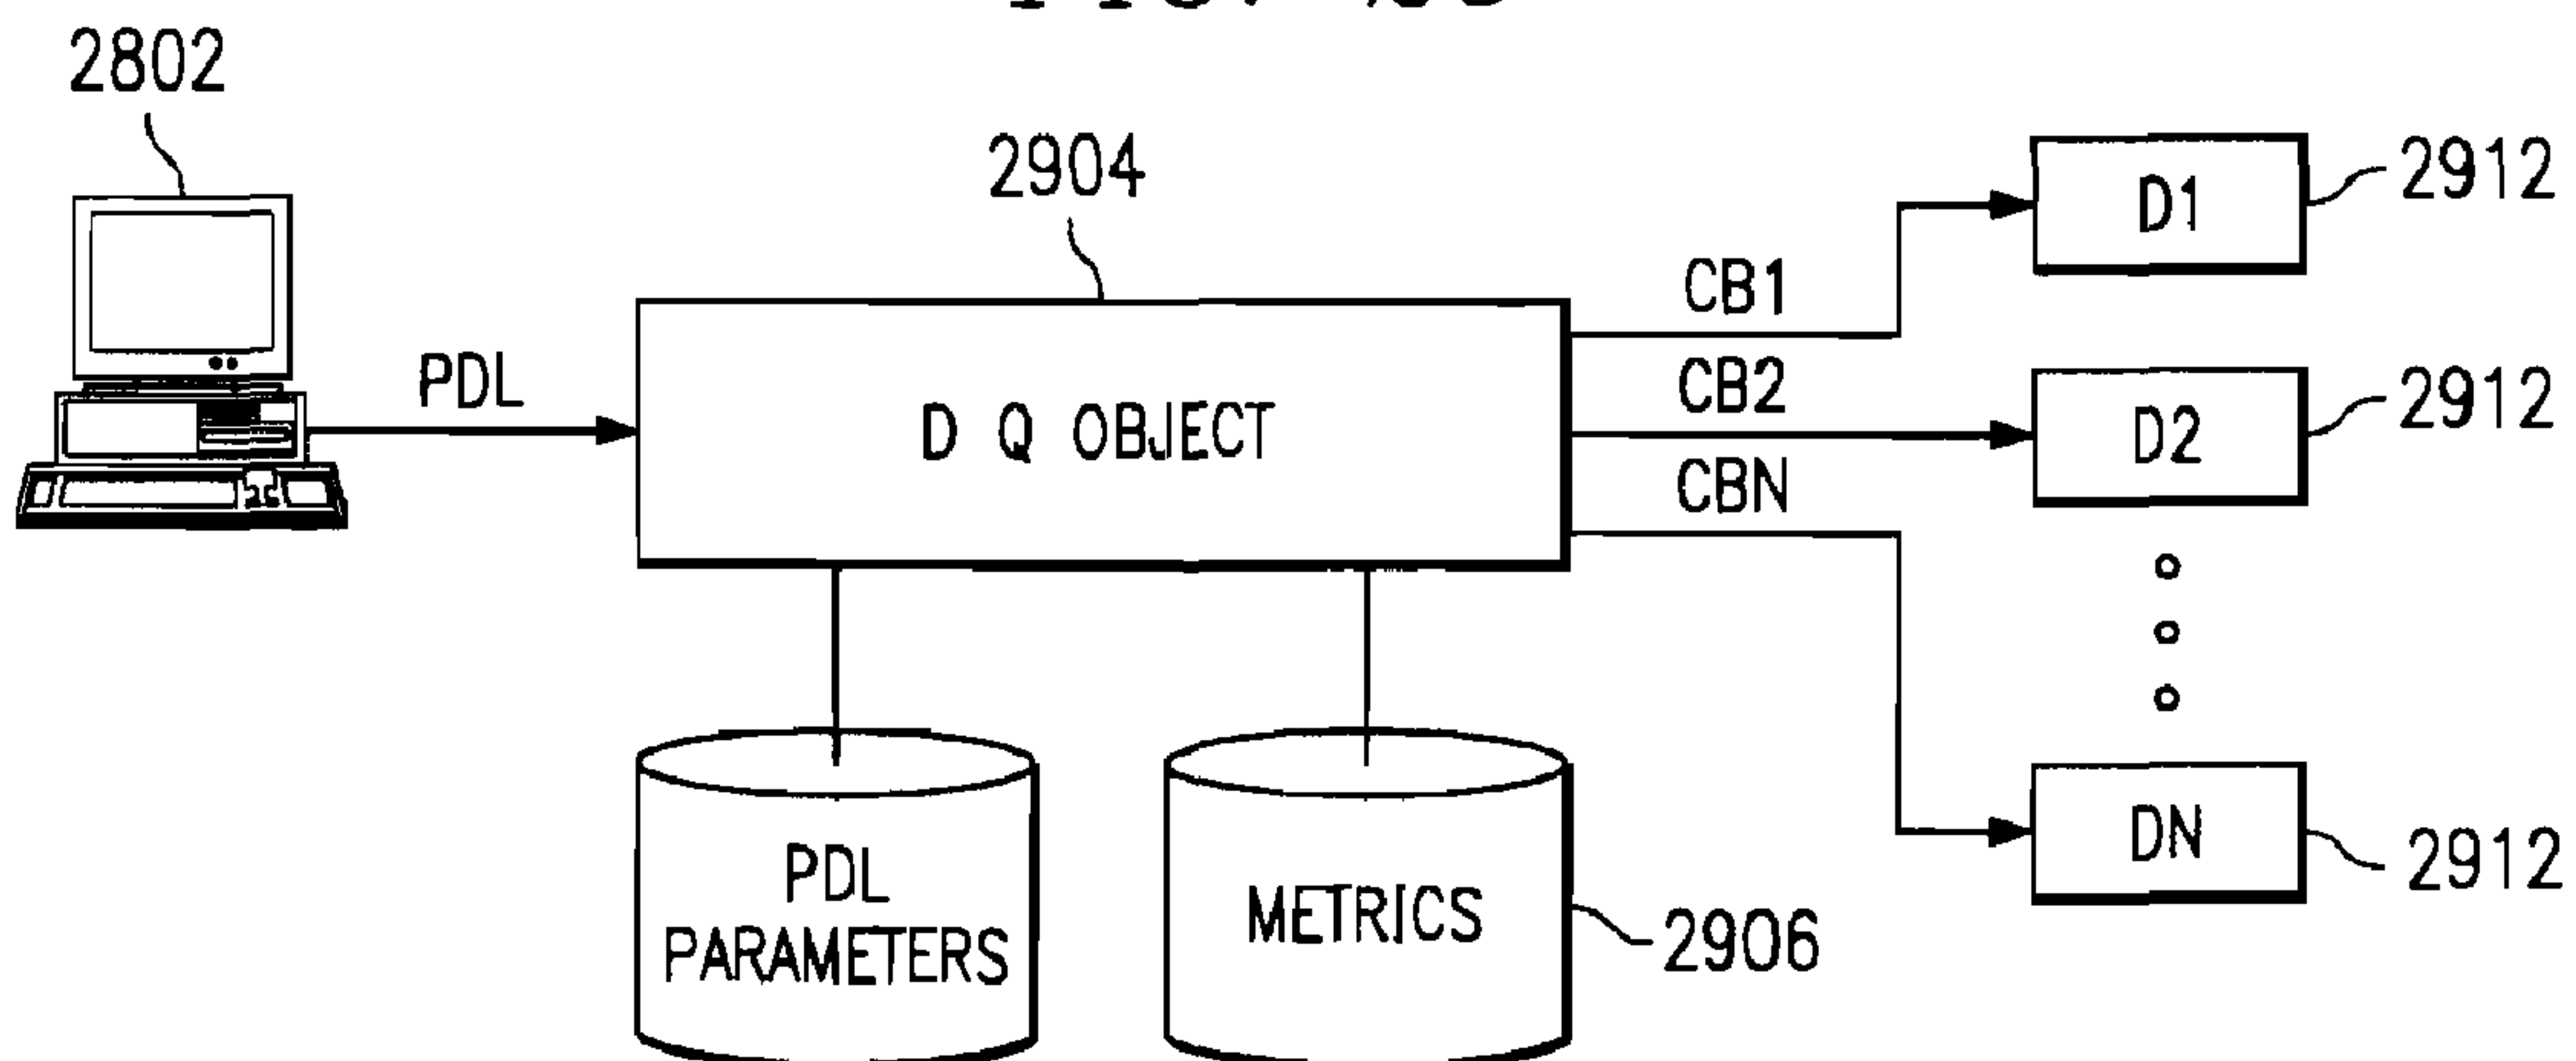 2802
2904
2912
D1
CB1
PDL
CB2
2912
D Q OBJECT
D2
CBN
PDL
PARAMETERS
METRICS
2906
DN
2912